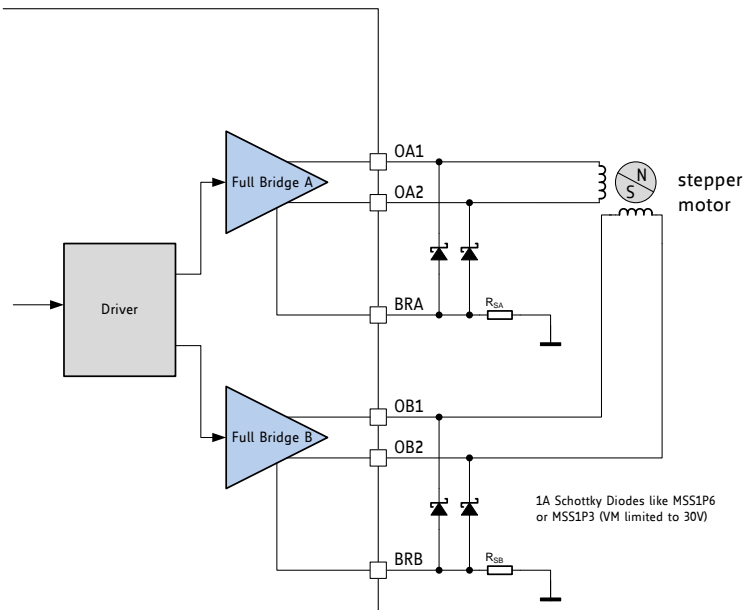 OA1
Full Bridge A
N
S
stepper
motor
OA2
Driver
BRA
RSA
OB1
Full Bridge B
OB2
1A Schottky Diodes like MSS1P6
or MSS1P3 (VM limited to 30V)
BRB
RSB